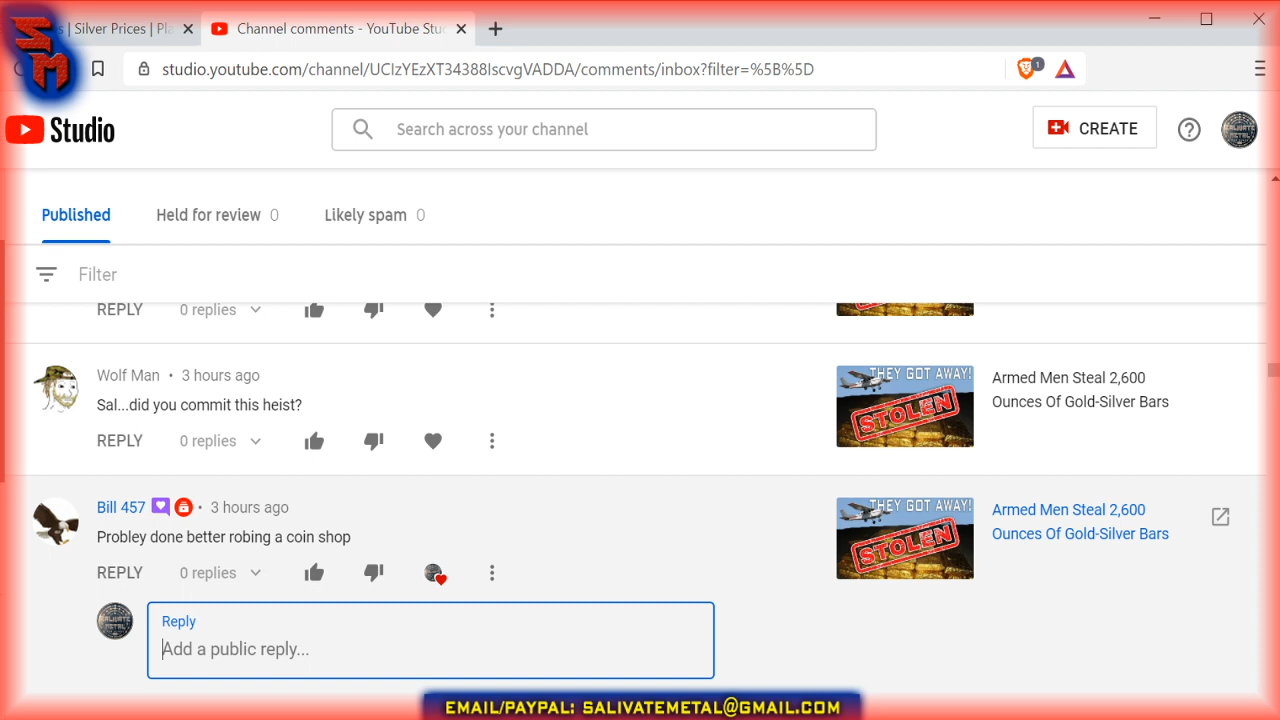 SM
s | Silver Prices | Pla
Channel comments - YouTube Stu
studio.youtube.com/channel/UCIzYEzXT34388IscvgVADDA/comments/inbox?filter=%5B%5D
1
Studio
Search across your channel
CREATE
Published
Held for review 0
Likely spam 0
Filter
REPLY
0 replies
Wolf Man • 3 hours ago
Sal...did you commit this heist?
REPLY
0 replies
THEY GOT AWAY!
STOLEN
Armed Men Steal 2,600
Ounces Of Gold-Silver Bars
Bill 457 • 3 hours ago
Probley done better robing a coin shop
REPLY
0 replies
THEY GOT AWAY!
STOLEN
Armed Men Steal 2,600
Ounces Of Gold-Silver Bars
Reply
Add a public reply...
EMAIL/PAYPAL: SALIVATEMETAL@GMAIL.COM